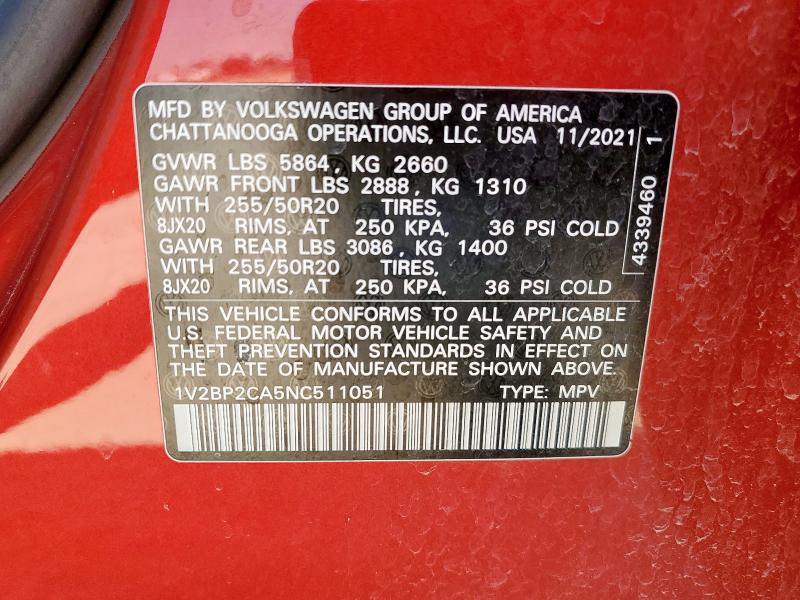 MFD BY VOLKSWAGEN GROUP OF AMERICA
CHATTANOOGA OPERATIONS, LLC. USA 11/2021
GVWR LBS 5864, KG 2660
GAWR FRONT LBS 2888, KG 1310
WITH 255/50R20 TIRES,
8JX20 RIMS, AT 250 KPA, 36 PSI COLD
GAWR REAR LBS 3086, KG 1400
WITH 255/50R20 TIRES,
8JX20 RIMS, AT 250 KPA, 36 PSI COLD
THIS VEHICLE CONFORMS TO ALL APPLICABLE
U.S. FEDERAL MOTOR VEHICLE SAFETY AND
THEFT PREVENTION STANDARDS IN EFFECT ON
THE DATE OF MANUFACTURE SHOWN ABOVE.
1V2BP2CA5NC511051 TYPE: MPV
4339460 1